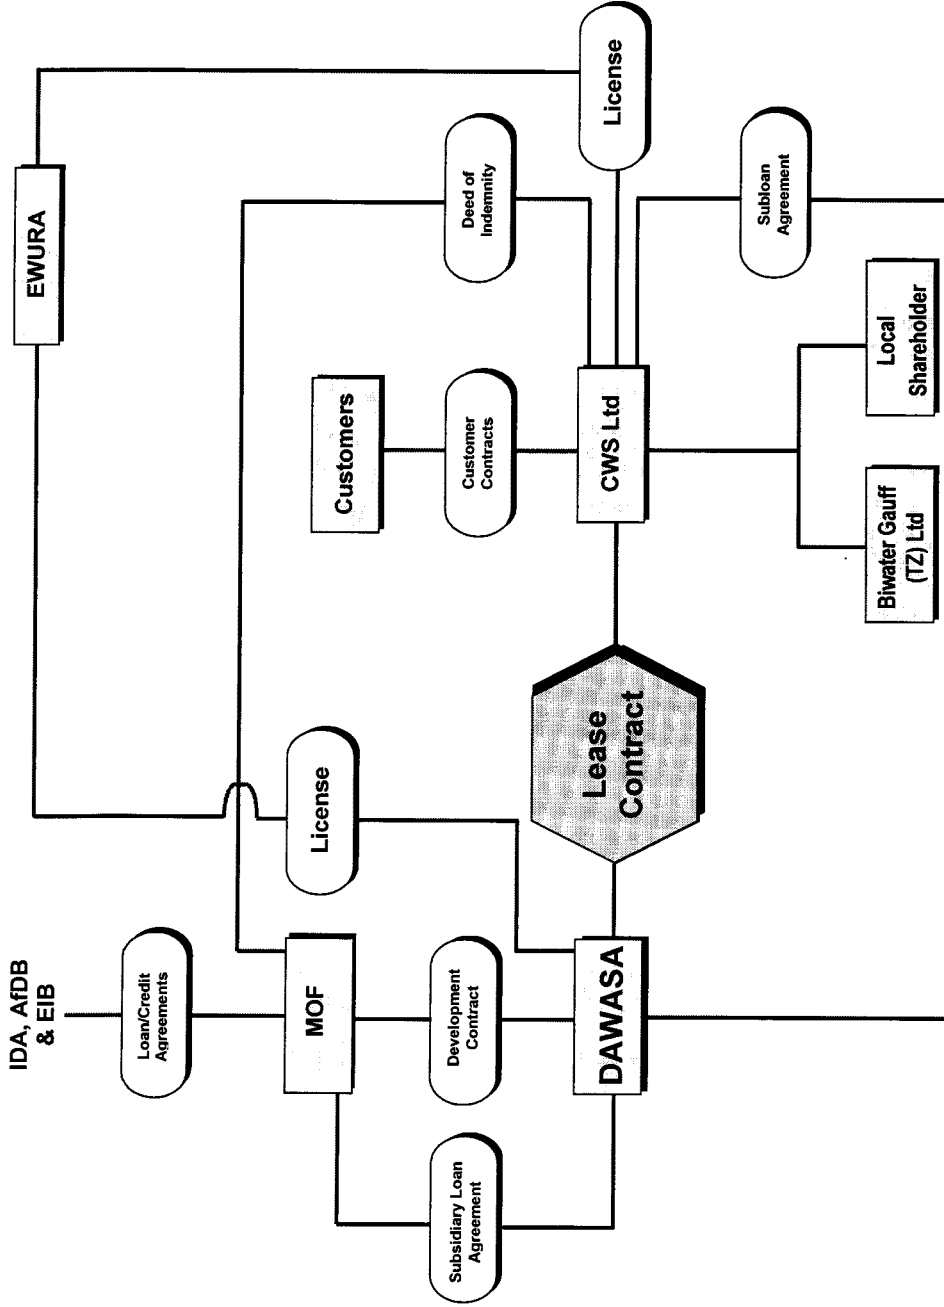 IDA, AfDB
& EIB
EWURA
Loan/Credit
Agreements
MOF
License
Customers
Subsidiary Loan
Agreement
Development
Contract
Customer
Contracts
Deed of
Indemnity
DAWASA
Lease
Contract
CWS Ltd
License
Subloan
Agreement
Biwater Gauff
(TZ) Ltd
Local
Shareholder